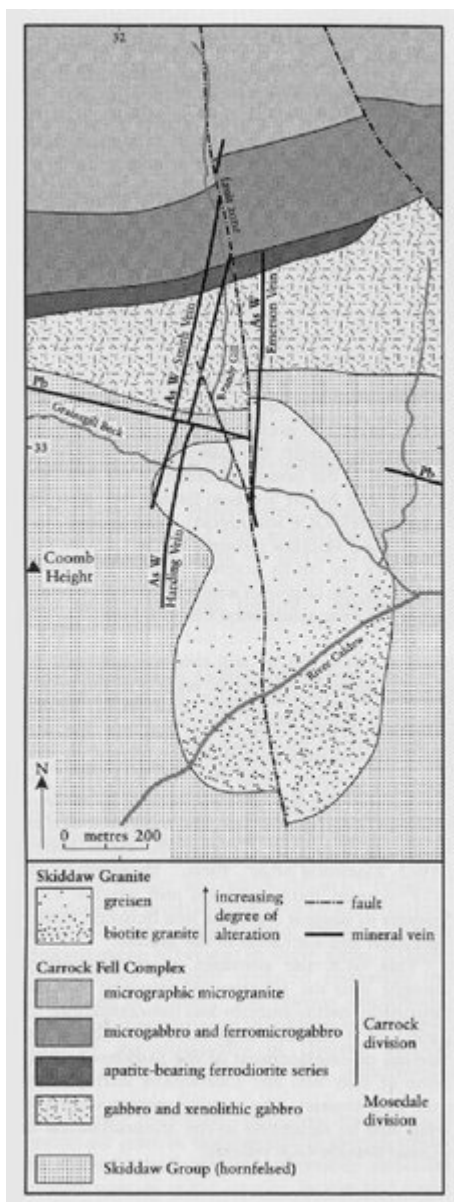 32
fault zone
As W
Smith Vein
Brandy Gill
As W
Emerson Vein
Pb
Grainsgill Beck
33
Pb
Coomb
Height
As W
Harding Vein
River Caldew
N
0 metres 200
Skiddaw Granite
greisen
biotite granite
increasing
degree of
alteration
fault
mineral vein
Carrock Fell Complex
micrographic microgranite
microgabbro and ferromicrogabbro
apatite-bearing ferrodiorite series
Carrock
division
gabbro and xenolithic gabbro
Mosedale
division
Skiddaw Group (hornfelsed)